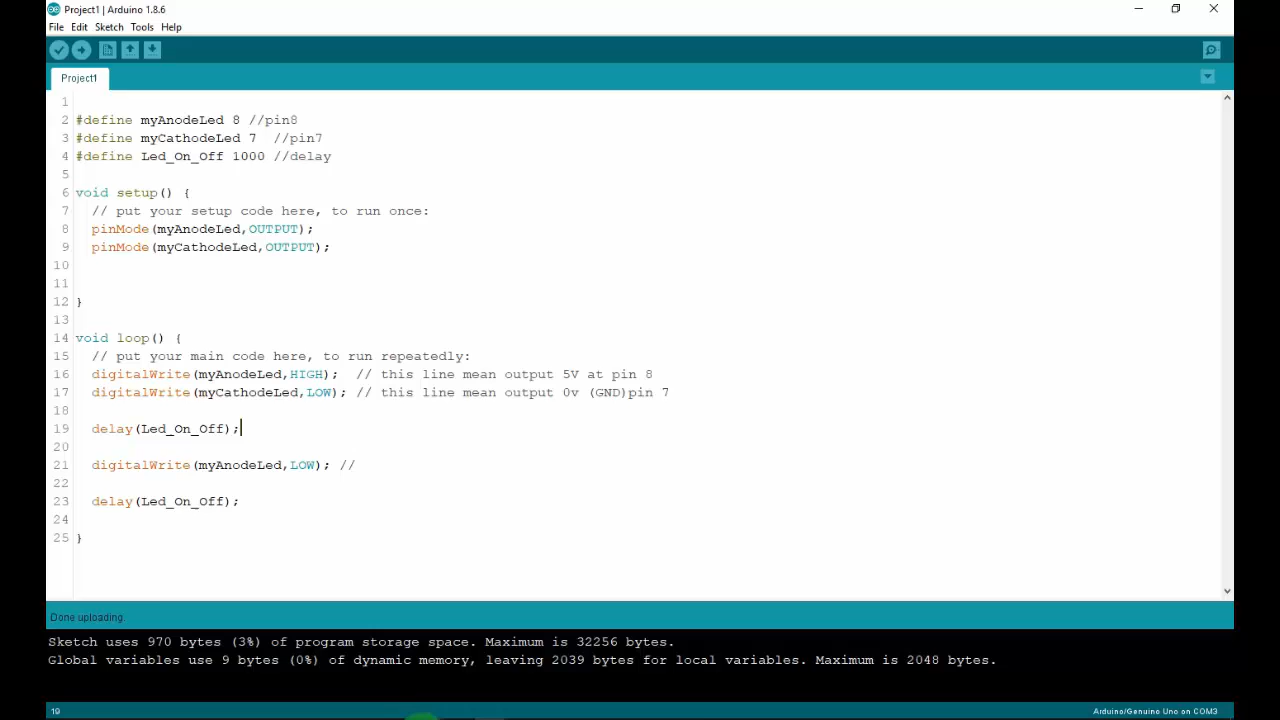 Project1 | Arduino 1.8.6
File Edit Sketch Tools Help
Project1
1
2 #define myAnodeLed 8 //pin8
3 #define myCathodeLed 7  //pin7
4 #define Led_On_Off 1000 //delay
5
6 void setup() {
7   // put your setup code here, to run once:
8   pinMode(myAnodeLed,OUTPUT);
9   pinMode(myCathodeLed,OUTPUT);
10
11
12 }
13
14 void loop() {
15   // put your main code here, to run repeatedly:
16   digitalWrite(myAnodeLed,HIGH);  // this line mean output 5V at pin 8
17   digitalWrite(myCathodeLed,LOW); // this line mean output 0v (GND)pin 7
18
19   delay(Led_On_Off);
20
21   digitalWrite(myAnodeLed,LOW); //
22
23   delay(Led_On_Off);
24
25 }
Done uploading.
Sketch uses 970 bytes (3%) of program storage space. Maximum is 32256 bytes.
Global variables use 9 bytes (0%) of dynamic memory, leaving 2039 bytes for local variables. Maximum is 2048 bytes.
19 Arduino/Genuino Uno on COM3